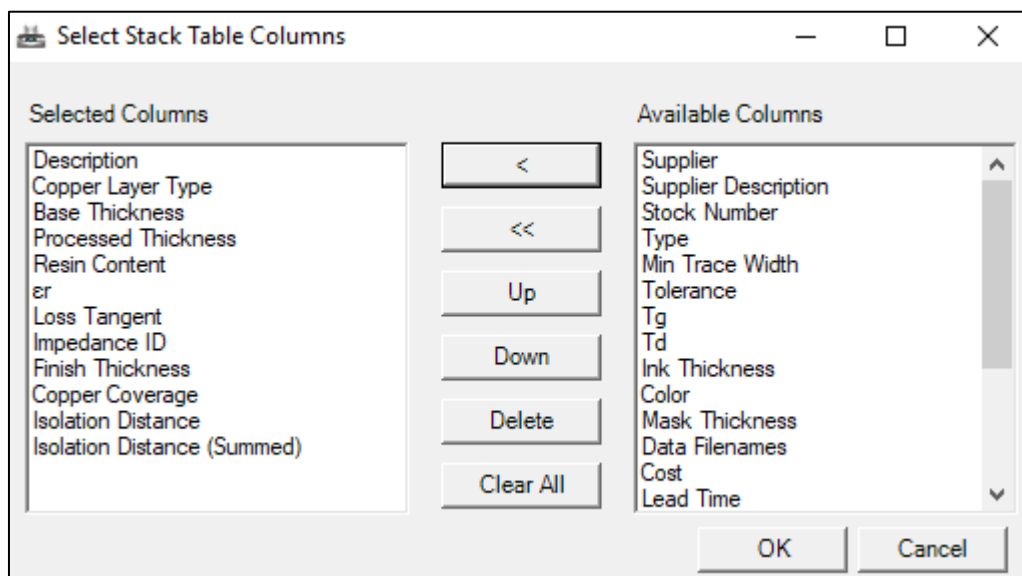 Select Stack Table Columns
Selected Columns
Description
Copper Layer Type
Base Thickness
Processed Thickness
Resin Content
εr
Loss Tangent
Impedance ID
Finish Thickness
Copper Coverage
Isolation Distance
Isolation Distance (Summed)
<
<<
Up
Down
Delete
Clear All
Available Columns
Supplier
Supplier Description
Stock Number
Type
Min Trace Width
Tolerance
Tg
Td
Ink Thickness
Color
Mask Thickness
Data Filenames
Cost
Lead Time
OK
Cancel